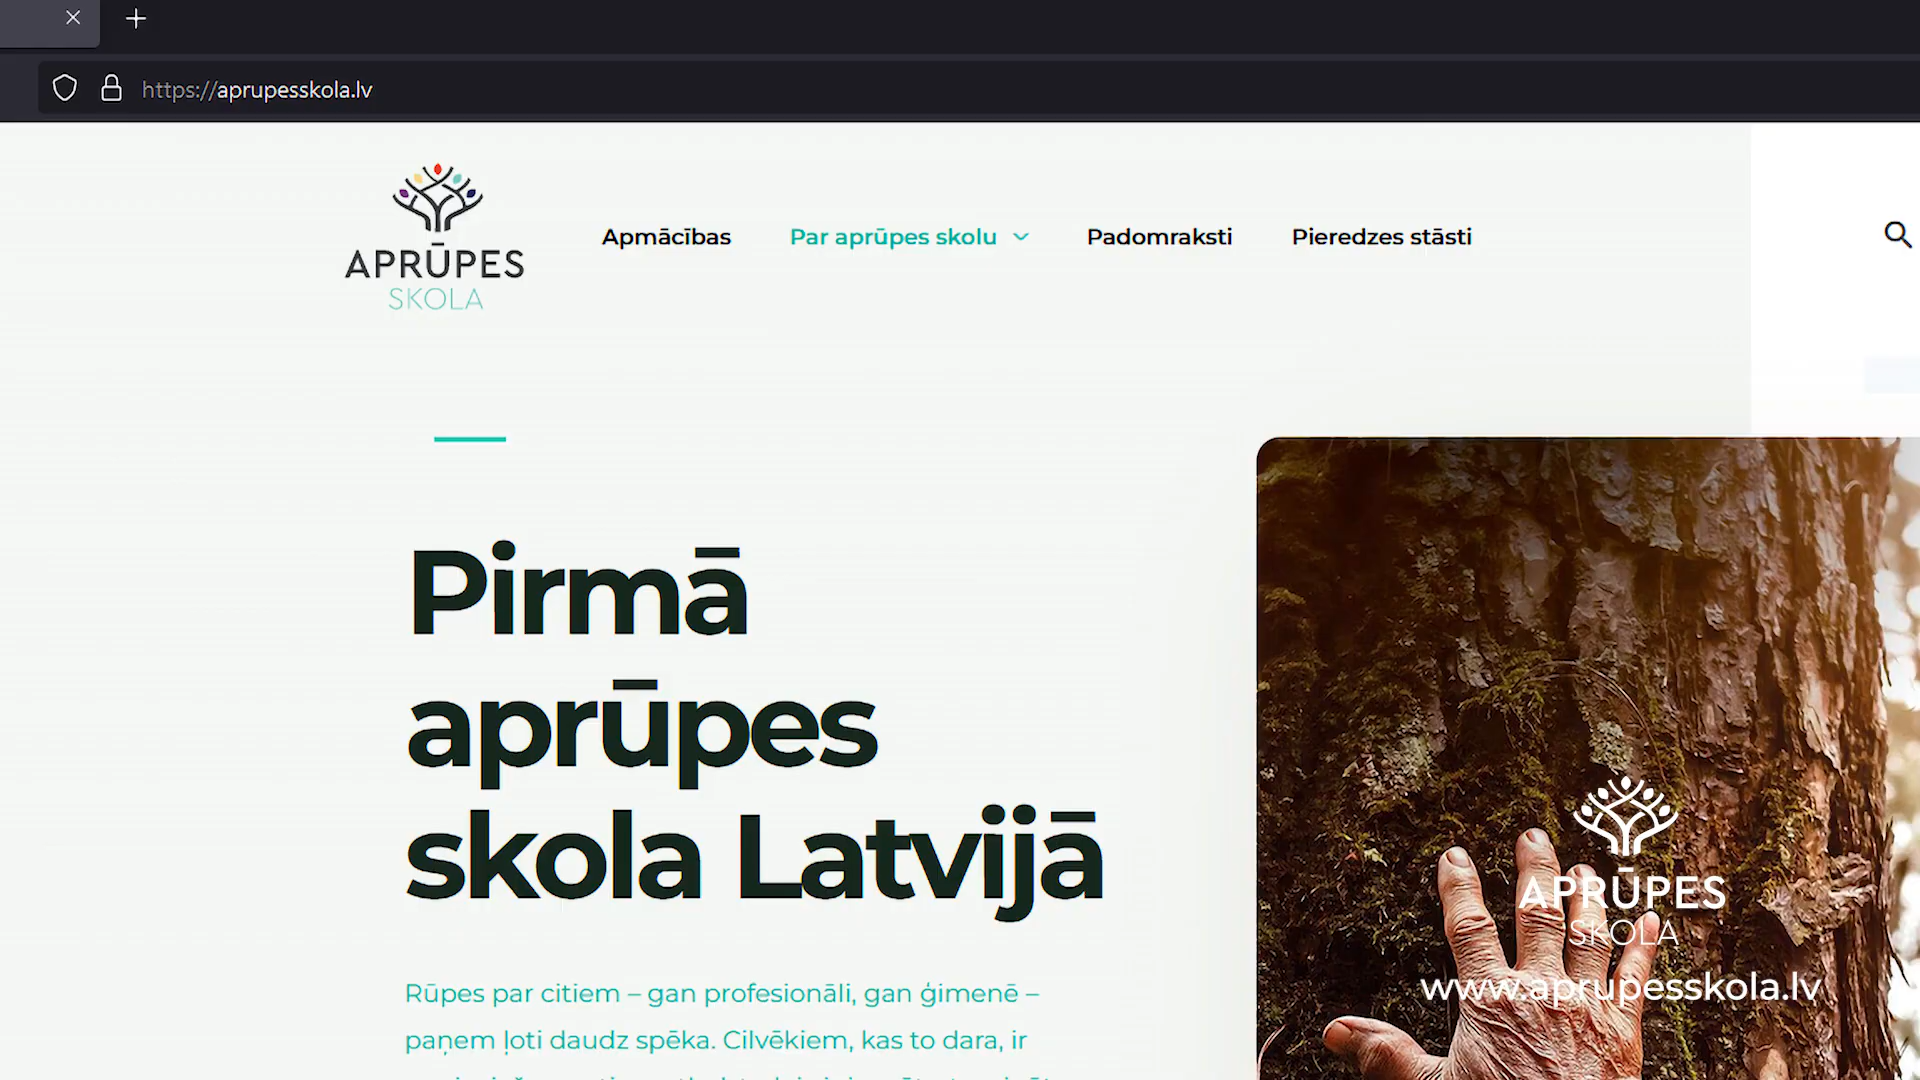 https://aprupesskola.lv
APRŪPES
SKOLA
Apmācības
Par aprūpes skolu
Padomraksti
Pieredzes stāsti
Pirmā
aprūpes
skola Latvijā
Rūpes par citiem – gan profesionāli, gan ģimenē –
paņem ļoti daudz spēka. Cilvēkiem, kas to dara, ir
APRŪPES
SKOLA
www.aprupesskola.lv